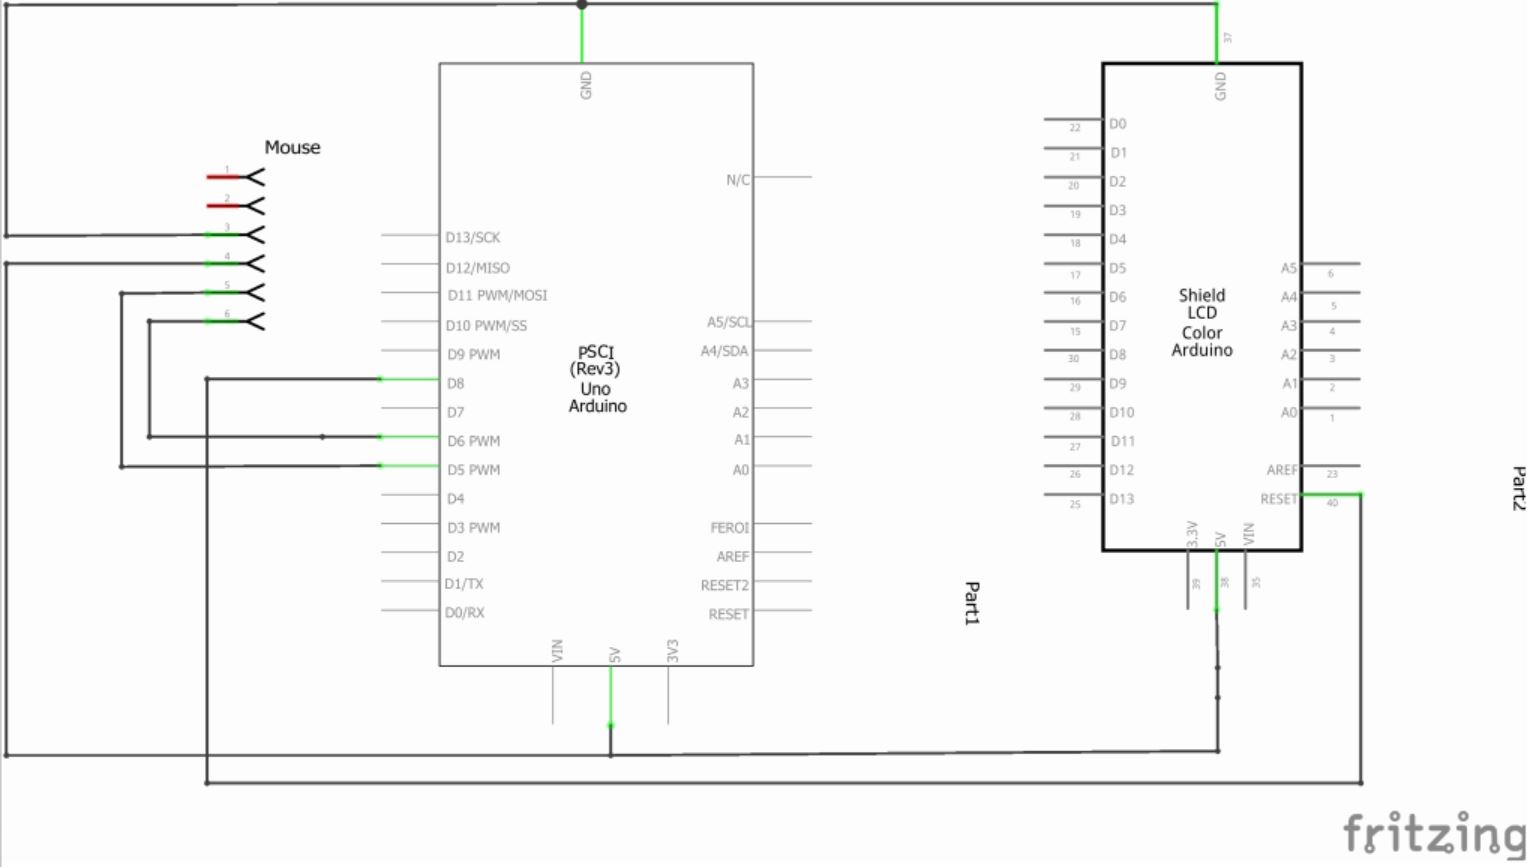 37
GND
GND
22 D0
Mouse
21 D1
1
N/C
20 D2
2
19 D3
3
D13/SCK
18 D4
4
D12/MISO
17 D5
A5 6
5
D11 PWM/MOSI
16 D6
A4 5
Shield
LCD
Color
Arduino
6
D10 PWM/SS
A5/SCL
15 D7
A3 4
D9 PWM
PSCI
(Rev3)
Uno
Arduino
A4/SDA
30 D8
A2 3
D8
A3
29 D9
A1 2
D7
A2
28 D10
A0 1
D6 PWM
A1
27 D11
D5 PWM
A0
26 D12
AREF 23
D4
25 D13
RESET 40
Part2
D3 PWM
FEROI
3.3V
5V
VIN
D2
AREF
D1/TX
RESET2
39
38
35
Part1
D0/RX
RESET
VIN
5V
3V3
fritzing